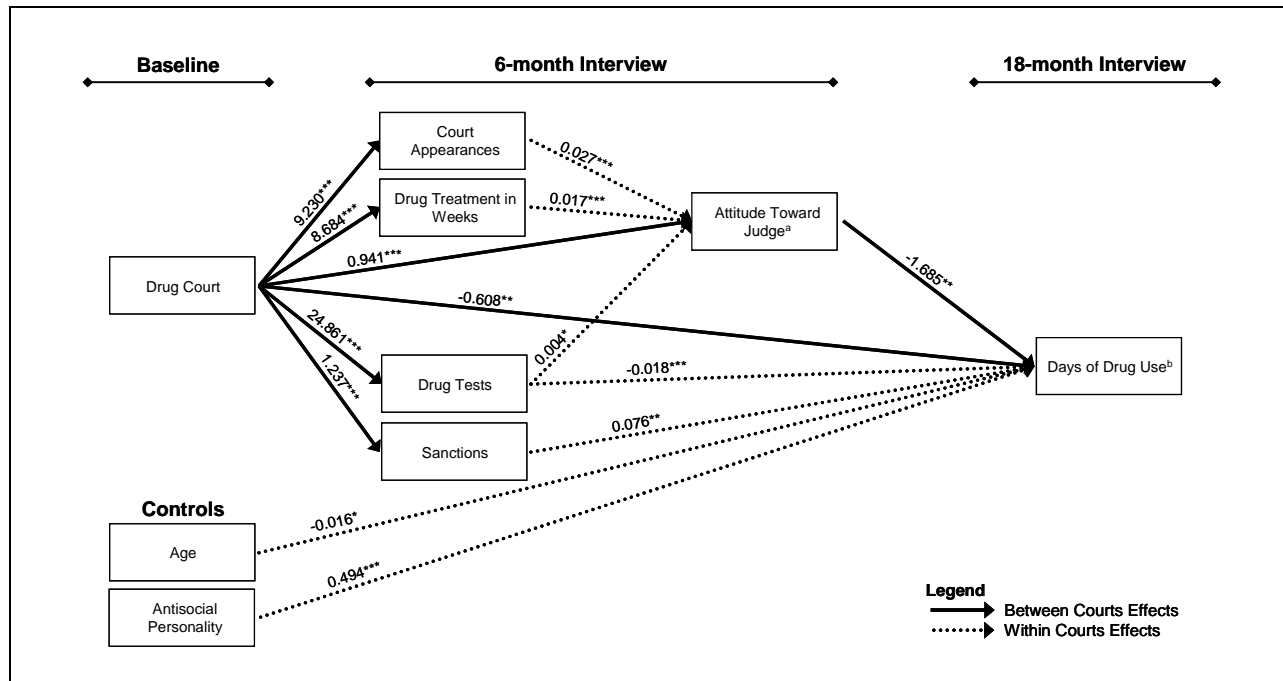 Baseline
6-month Interview
18-month Interview
Court
Appearances
0.027***
9.230***
Drug Treatment in
Weeks
0.017***
8.684***
Attitude Toward
Judgeᵃ
0.941***
-1.685**
Drug Court
-0.608**
24.861***
0.004*
1.237***
Drug Tests
-0.018***
Days of Drug Useᵇ
Sanctions
0.076**
Controls
-0.016*
Age
0.494***
Antisocial
Personality
Legend
Between Courts Effects
Within Courts Effects